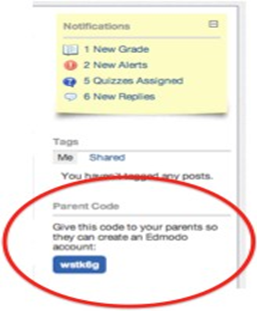 Notifications
1 New Grade
2 New Alerts
5 Quizzes Assigned
6 New Replies
Tags
Me Shared
You haven't tagged any posts.
Parent Code
Give this code to your parents so
they can create an Edmodo
account:
wstk6g